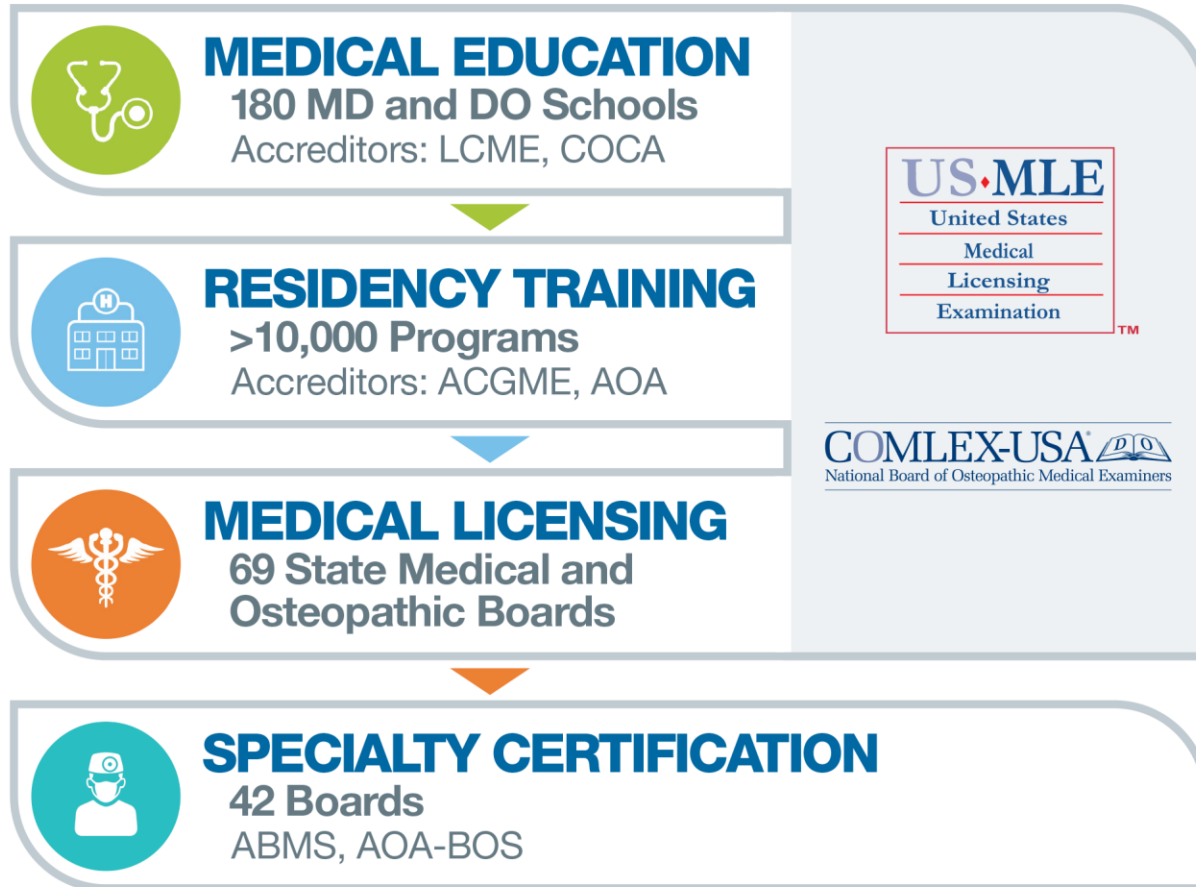 MEDICAL EDUCATION
180 MD and DO Schools
Accreditors: LCME, COCA
RESIDENCY TRAINING
>10,000 Programs
Accreditors: ACGME, AOA
MEDICAL LICENSING
69 State Medical and
Osteopathic Boards
SPECIALTY CERTIFICATION
42 Boards
ABMS, AOA-BOS
US♦MLE
United States
Medical
Licensing
Examination
TM
COMLEX-USA® DO
National Board of Osteopathic Medical Examiners
H